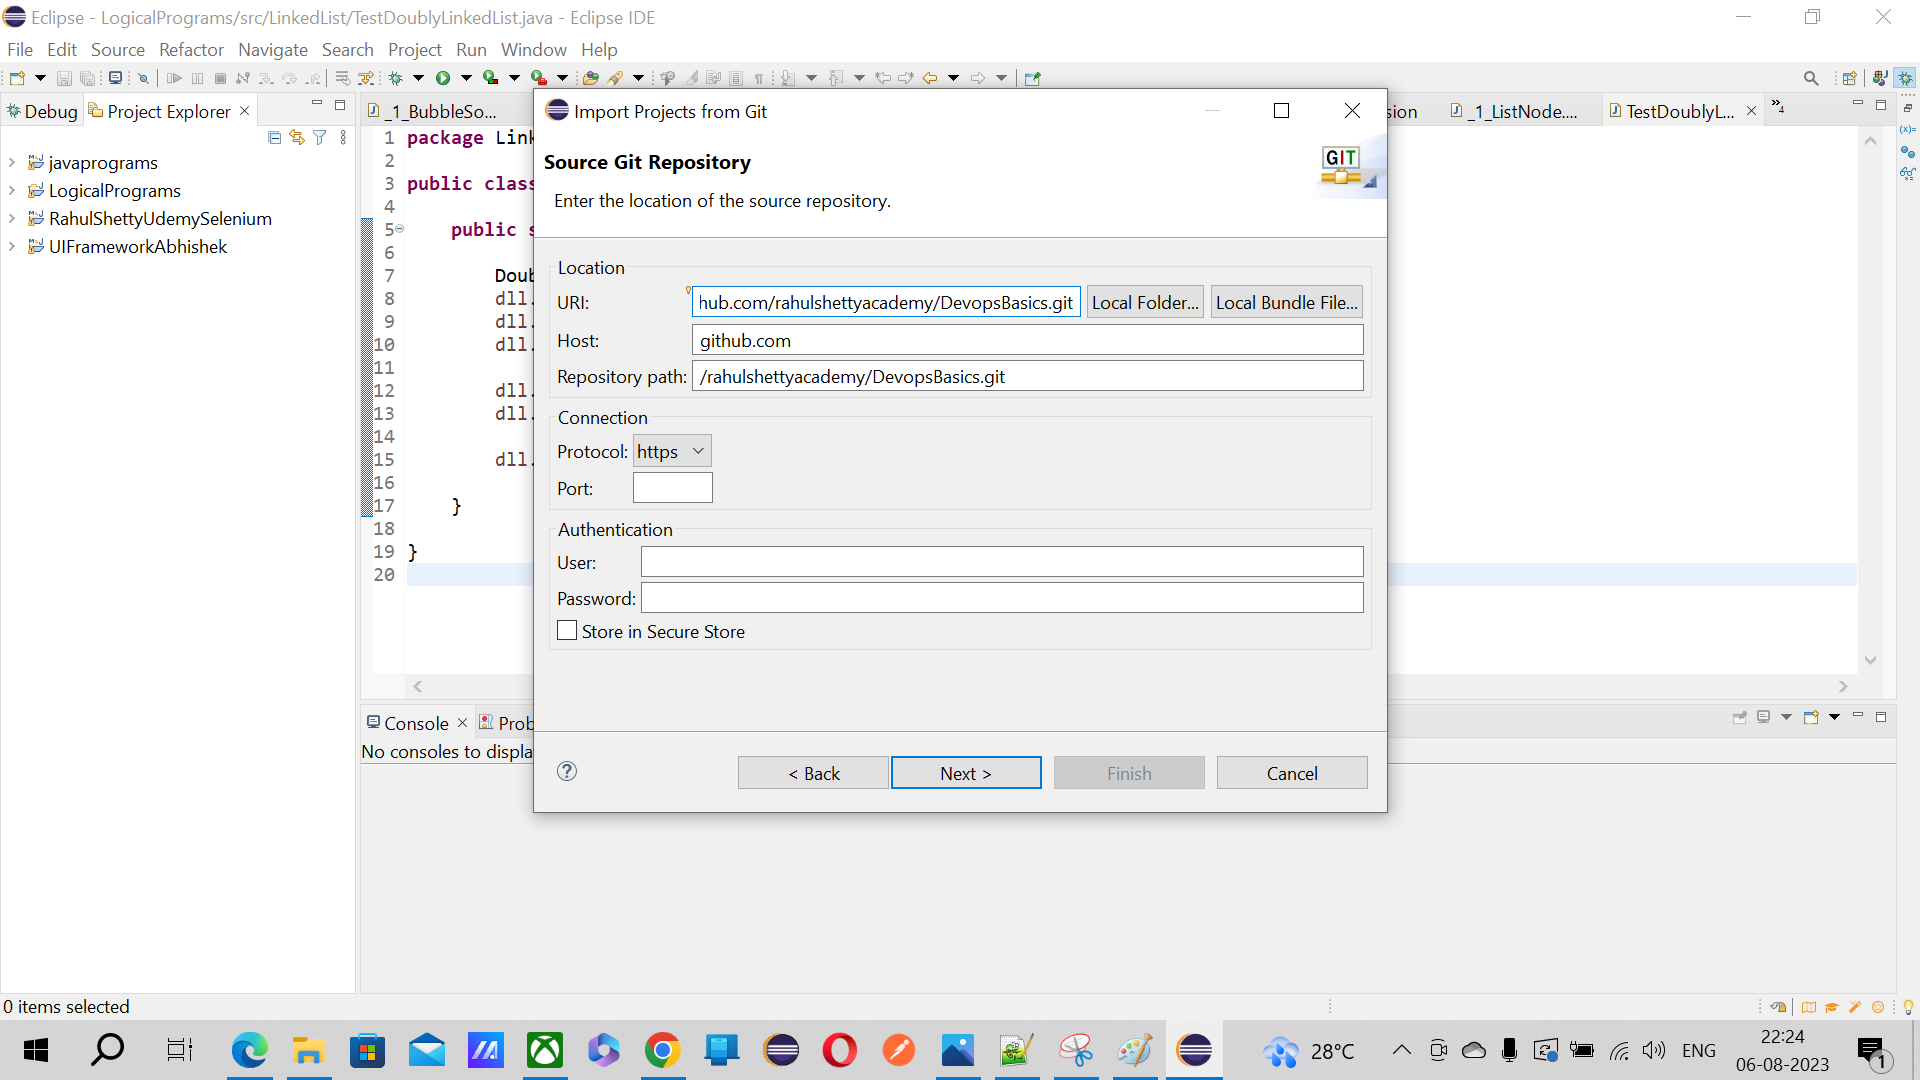 Eclipse - LogicalPrograms/src/LinkedList/TestDoublyLinkedList.java - Eclipse IDE
File Edit Source Refactor Navigate Search Project Run Window Help
Debug Project Explorer
javaprograms
LogicalPrograms
RahulShettyUdemySelenium
UIFrameworkAbhishek
_1_BubbleSo...
sion
_1_ListNode....
TestDoublyL...
4
1 package Link
2
3 public class
4
5 public s
6
7 Doub
8 dll.
9 dll.
10 dll.
11
12 dll.
13 dll.
14
15 dll.
16
17 }
18
19 }
20
Import Projects from Git
Source Git Repository
GIT
Enter the location of the source repository.
Location
URI: hub.com/rahulshettyacademy/DevopsBasics.git Local Folder... Local Bundle File...
Host: github.com
Repository path: /rahulshettyacademy/DevopsBasics.git
Connection
Protocol: https
Port:
Authentication
User:
Password:
Store in Secure Store
? < Back Next > Finish Cancel
Console Prob
No consoles to displa
0 items selected
28°C ENG 22:24
06-08-2023
1